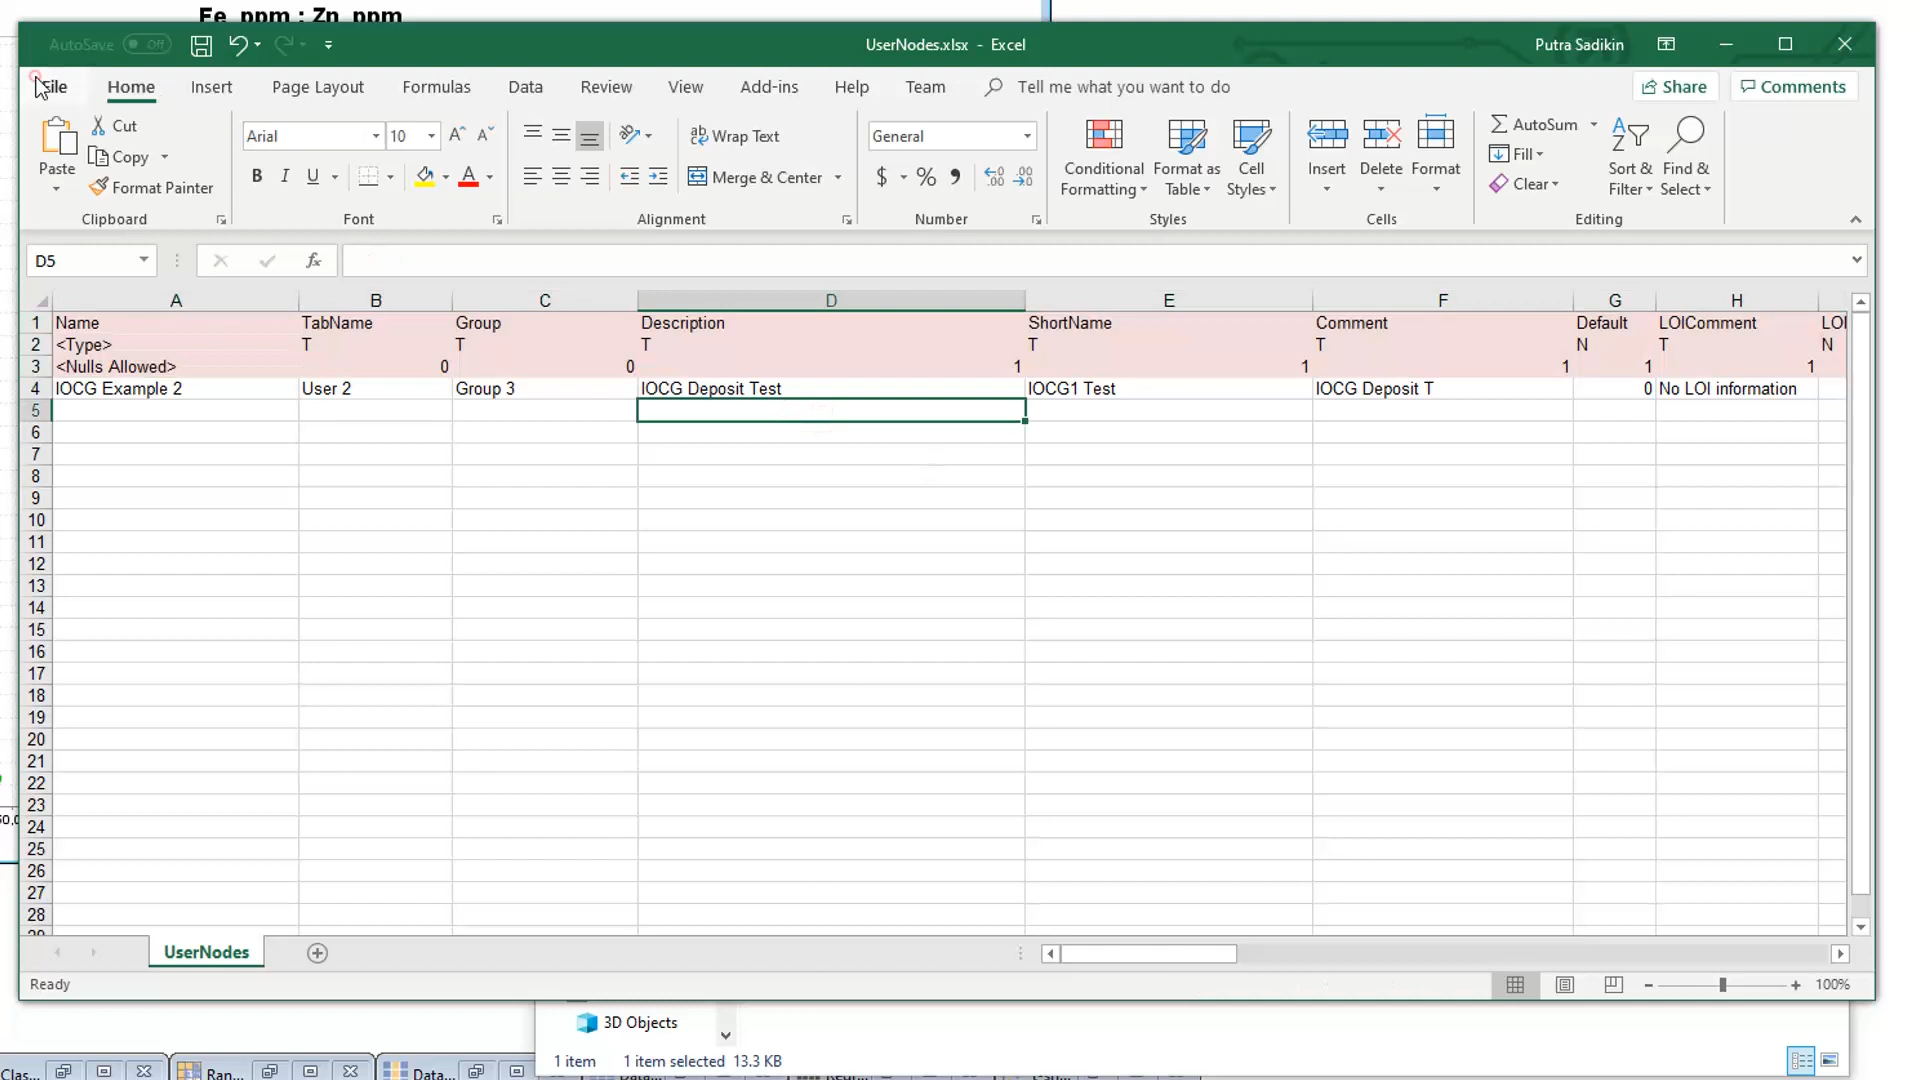 Fe_ppm : Zn_ppm
AutoSave Off UserNodes.xlsx - Excel Putra Sadikin
File Home Insert Page Layout Formulas Data Review View Add-ins Help Team Tell me what you want to do Share Comments
Paste Cut Copy Format Painter
Clipboard
Arial 10
B I U A
Font
ab Wrap Text
Merge & Center
Alignment
General
$ % 9 .00 .00
Number
Conditional Formatting Format as Table Cell Styles
Styles
Insert Delete Format
Cells
AutoSum Fill Clear Sort & Filter Find & Select
Editing
D5 fx
A B C D E F G H
1 Name TabName Group Description ShortName Comment Default LOIComment LOI
2 <Type> T T T T T N T N
3 <Nulls Allowed> 0 0 1 1 1 1 1
4 IOCG Example 2 User 2 Group 3 IOCG Deposit Test IOCG1 Test IOCG Deposit T 0 No LOI information
5
6
7
8
9
10
11
12
13
14
15
16
17
18
19
20
21
22
23
24
25
26
27
28
UserNodes
Ready 100%
3D Objects
1 item 1 item selected 13.3 KB
Clas... Ran... Data...